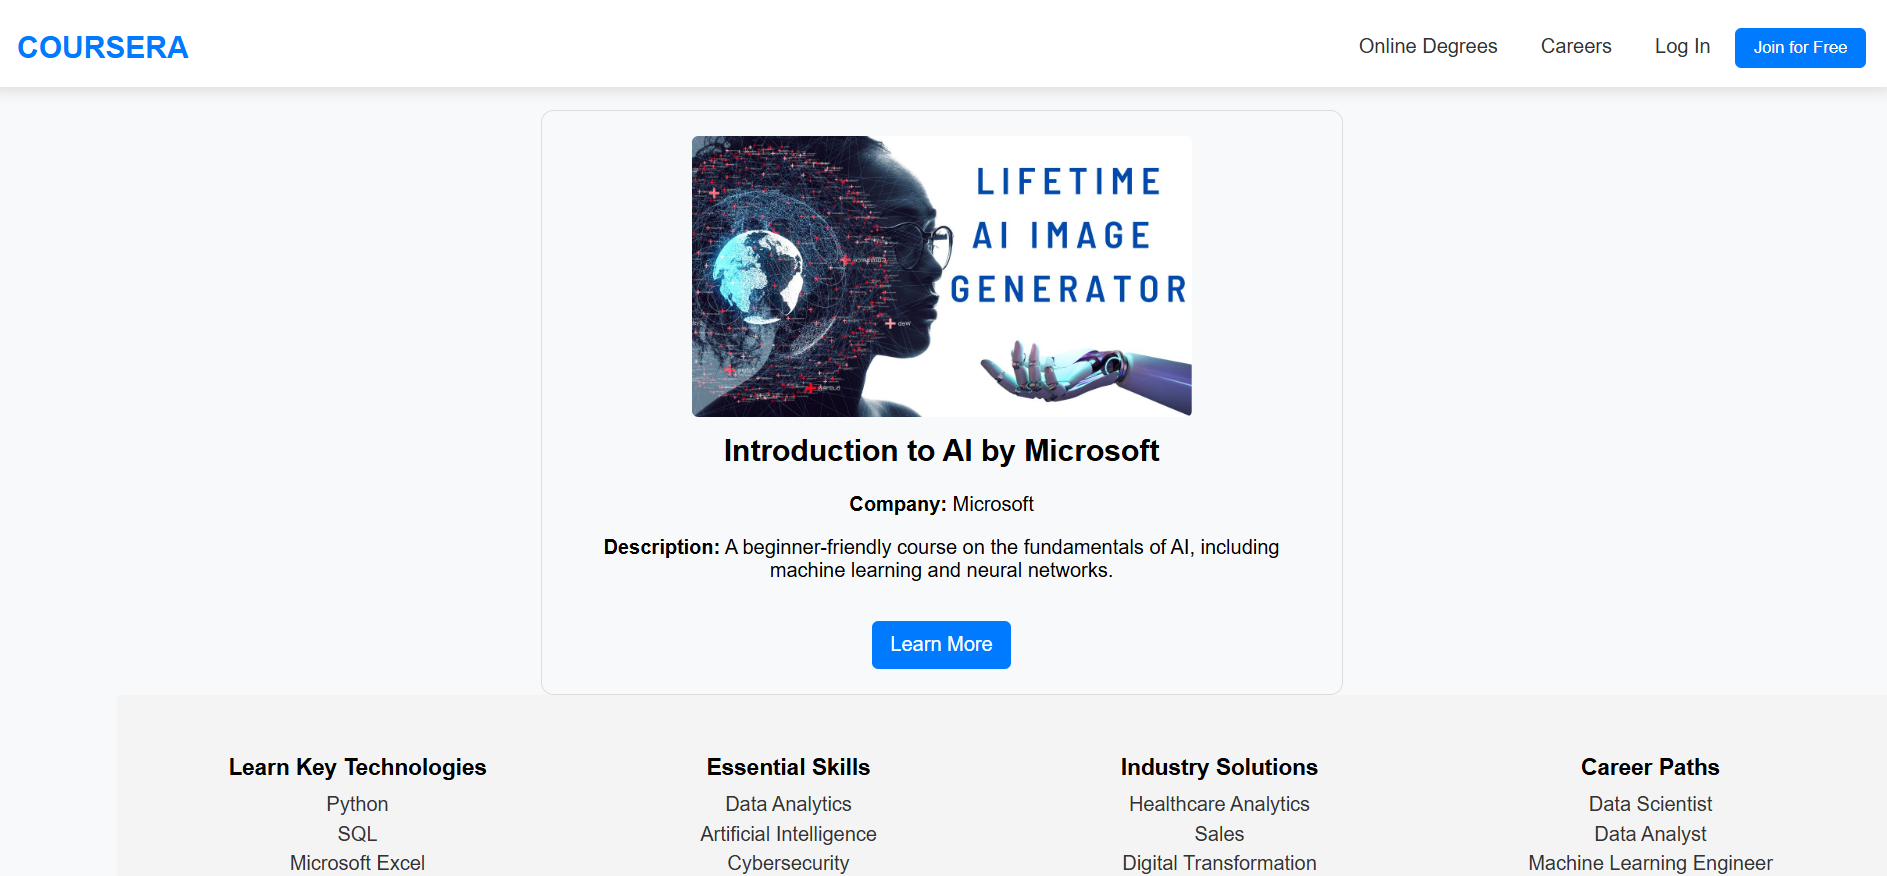 COURSERA
Online Degrees
Careers
Log In
Join for Free
LIFETIME
AI IMAGE
GENERATOR
Introduction to AI by Microsoft
Company: Microsoft
Description: A beginner-friendly course on the fundamentals of AI, including
machine learning and neural networks.
Learn More
Learn Key Technologies
Python
SQL
Microsoft Excel
Essential Skills
Data Analytics
Artificial Intelligence
Cybersecurity
Industry Solutions
Healthcare Analytics
Sales
Digital Transformation
Career Paths
Data Scientist
Data Analyst
Machine Learning Engineer